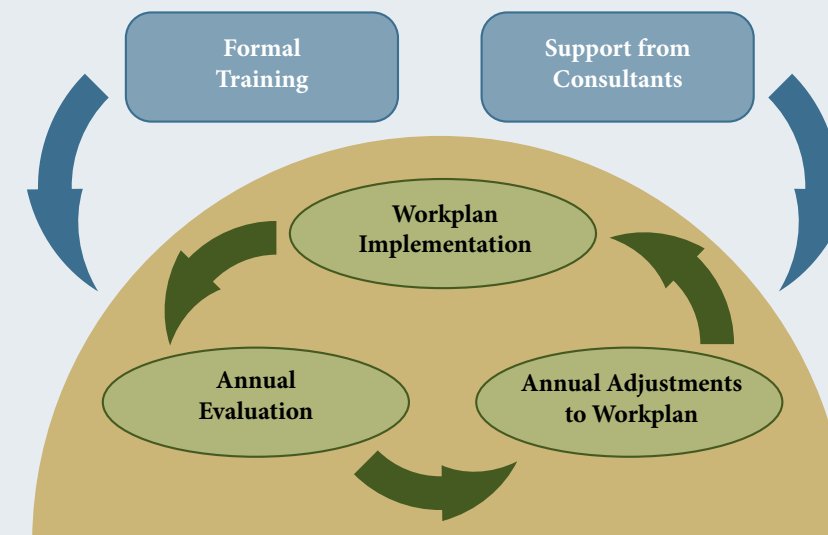 Formal
Training
Support from
Consultants
Workplan
Implementation
Annual
Evaluation
Annual Adjustments
to Workplan